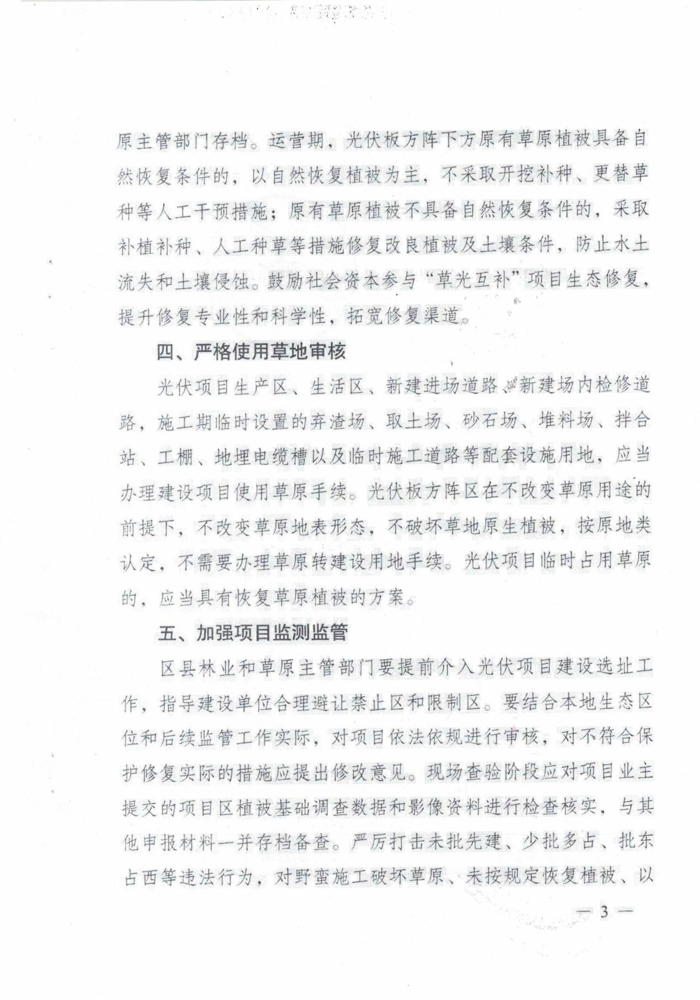 原主管部门存档。运营期，光伏板方阵下方原有草原植被具备自
然恢复条件的，以自然恢复植被为主，不采取开挖补种、更替草
种等人工干预措施；原有草原植被不具备自然恢复条件的，采取
补植补种、人工种草等措施修复改良植被及土壤条件，防止水土
流失和土壤侵蚀。鼓励社会资本参与“草光互补”项目生态修复，
提升修复专业性和科学性，拓宽修复渠道。
四、严格使用草地审核
光伏项目生产区、生活区、新建进场道路、新建场内检修道
路，施工期临时设置的弃渣场、取土场、砂石场、堆料场、拌合
站、工棚、地埋电缆槽以及临时施工道路等配套设施用地，应当
办理建设项目使用草原手续。光伏板方阵区在不改变草原用途的
前提下，不改变草原地表形态，不破坏草地原生植被，按原地类
认定，不需要办理草原转建设用地手续。光伏项目临时占用草原
的，应当具有恢复草原植被的方案。
五、加强项目监测监管
区县林业和草原主管部门要提前介入光伏项目建设选址工
作，指导建设单位合理避让禁止区和限制区。要结合本地生态区
位和后续监管工作实际，对项目依法依规进行审核，对不符合保
护修复实际的措施应提出修改意见。现场查验阶段应对项目业主
提交的项目区植被基础调查数据和影像资料进行检查核实，与其
他申报材料一并存档备查。严厉打击未批先建、少批多占、批东
占西等违法行为，对野蛮施工破坏草原、未按规定恢复植被、以
— 3 —